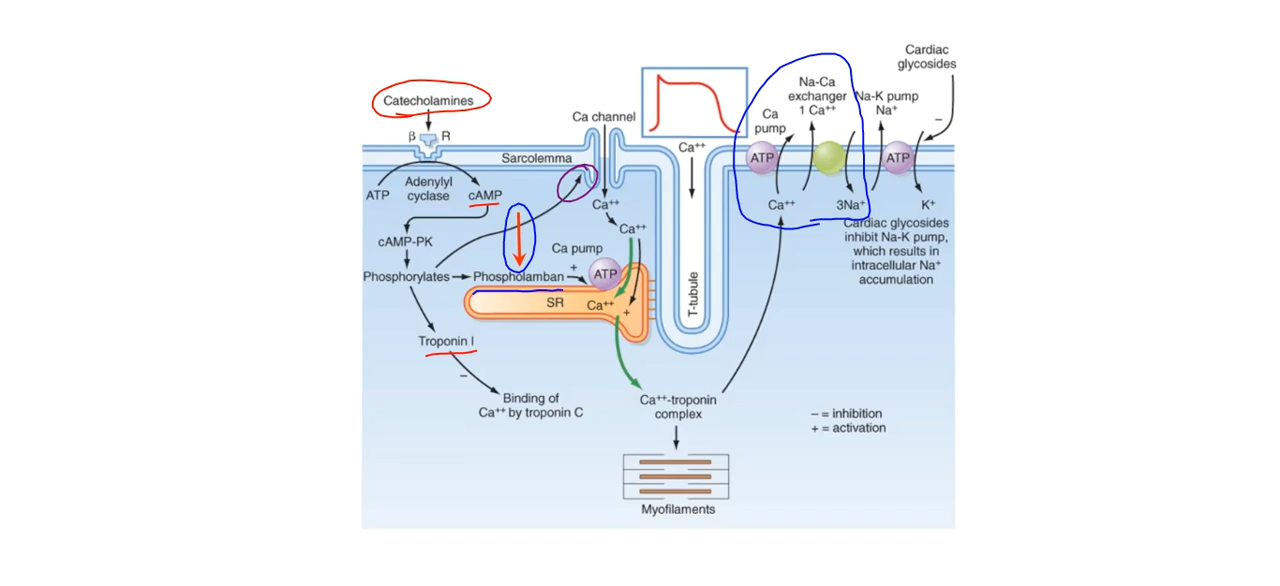 Cardiac
glycosides
Catecholamines
Na-Ca
exchanger
1 Ca++
Na-K pump
Na+
Ca channel
Ca
pump
–
β
R
Sarcolemma
Ca++
ATP
ATP
ATP
Adenylyl
cyclase
cAMP
Ca++
Ca++
3Na+
K+
Ca++
cAMP-PK
Ca pump
Cardiac glycosides
inhibit Na-K pump,
which results in
intracellular Na+
accumulation
Phosphorylates
Phospholamban
+
ATP
T-tubule
SR
Ca++
+
Troponin I
–
Binding of
Ca++ by troponin C
Ca++-troponin
complex
– = inhibition
+ = activation
Myofilaments